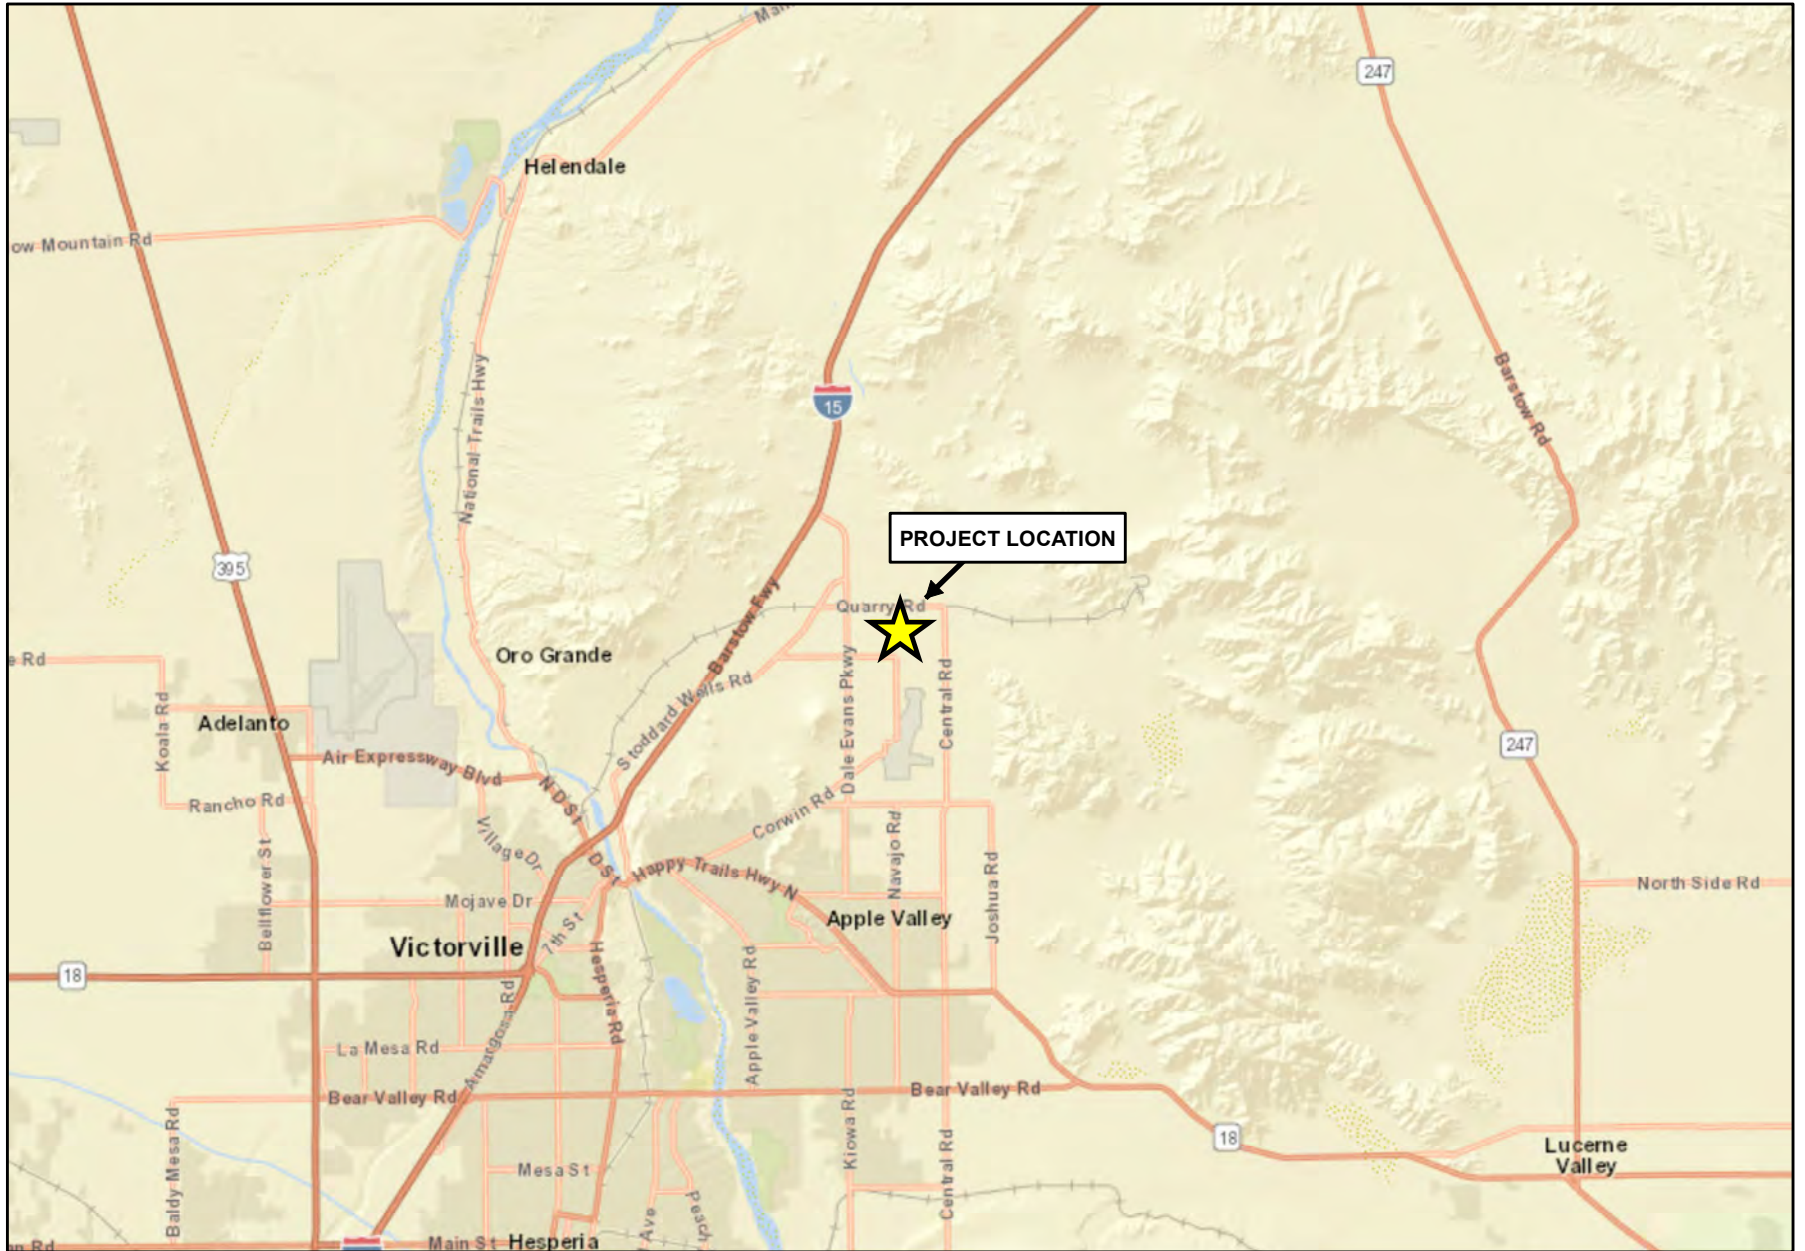 Main
247
Helendale
ow Mountain Rd
National Trails Hwy
15
Barstow Rd
PROJECT LOCATION
395
Quarry Rd
Barstow Fwy
Oro Grande
e Rd
Stoddard Wells Rd
Dale Evans Pkwy
Central Rd
Koala Rd
Adelanto
Air Expressway Blvd
N D St
247
Rancho Rd
Corwin Rd
Village Dr
D St
Happy Trails Hwy N
Navajo Rd
Joshua Rd
Bellflower St
North Side Rd
Mojave Dr
7th St
Apple Valley
Victorville
Hesperia Rd
18
Apple Valley Rd
Amargosa Rd
La Mesa Rd
Bear Valley Rd
Bear Valley Rd
Baldy Mesa Rd
Kiowa Rd
Central Rd
18
Lucerne
Valley
Mesa St
Peach
Ave
Main St
Hesperia